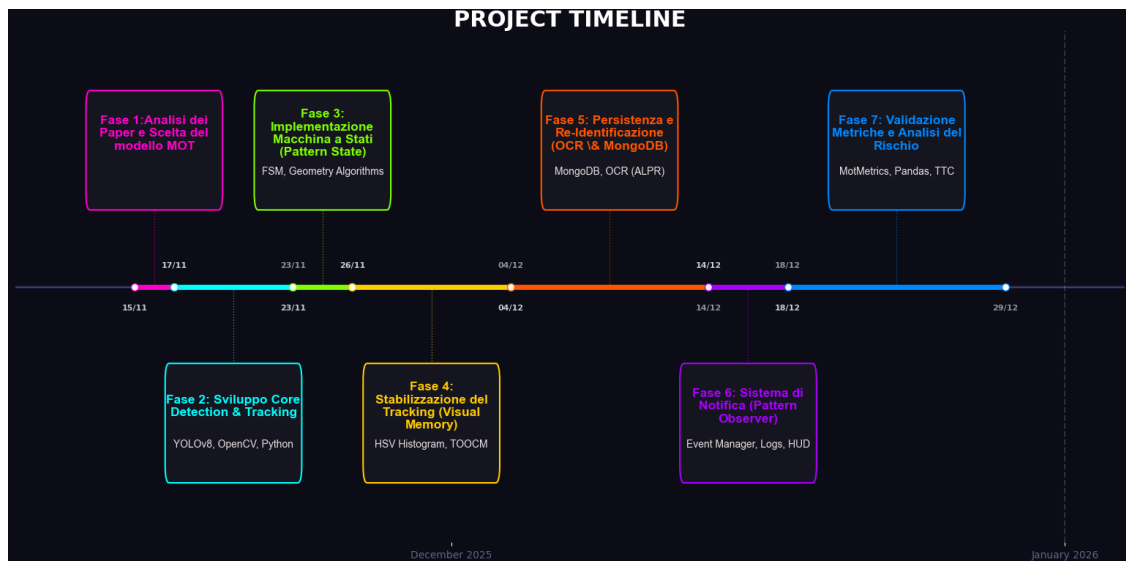 PROJECT TIMELINE
Fase 1:Analisi dei
Paper e Scelta del
modello MOT
Fase 3:
Implementazione
Macchina a Stati
(Pattern State)
FSM, Geometry Algorithms
Fase 5: Persistenza e
Re-Identificazione
(OCR \& MongoDB)
MongoDB, OCR (ALPR)
Fase 7: Validazione
Metriche e Analisi del
Rischio
MotMetrics, Pandas, TTC
17/11
23/11
26/11
04/12
14/12
18/12
15/11
23/11
04/12
14/12
18/12
29/12
Fase 2: Sviluppo Core
Detection & Tracking
YOLOv8, OpenCV, Python
Fase 4:
Stabilizzazione del
Tracking (Visual
Memory)
HSV Histogram, TOOCM
Fase 6: Sistema di
Notifica (Pattern
Observer)
Event Manager, Logs, HUD
December 2025
January 2026